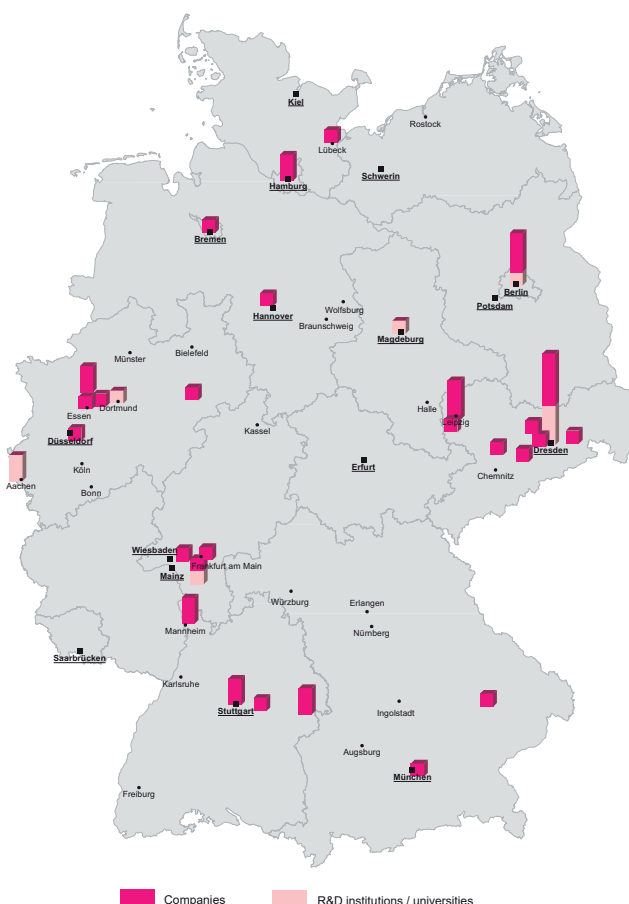 Kiel
Rostock
Lübeck
Schwerin
Hamburg
Bremen
Berlin
Potsdam
Wolfsburg
Hannover
Braunschweig
Magdeburg
Bielefeld
Münster
Halle
Essen
Dortmund
Leipzig
Kassel
Düsseldorf
Dresden
Erfurt
Köln
Chemnitz
Aachen
Bonn
Wiesbaden
Frankfurt am Main
Mainz
Würzburg
Erlangen
Mannheim
Nürnberg
Saarbrücken
Karlsruhe
Stuttgart
Ingolstadt
Augsburg
München
Freiburg
Companies
R&D institutions / universities